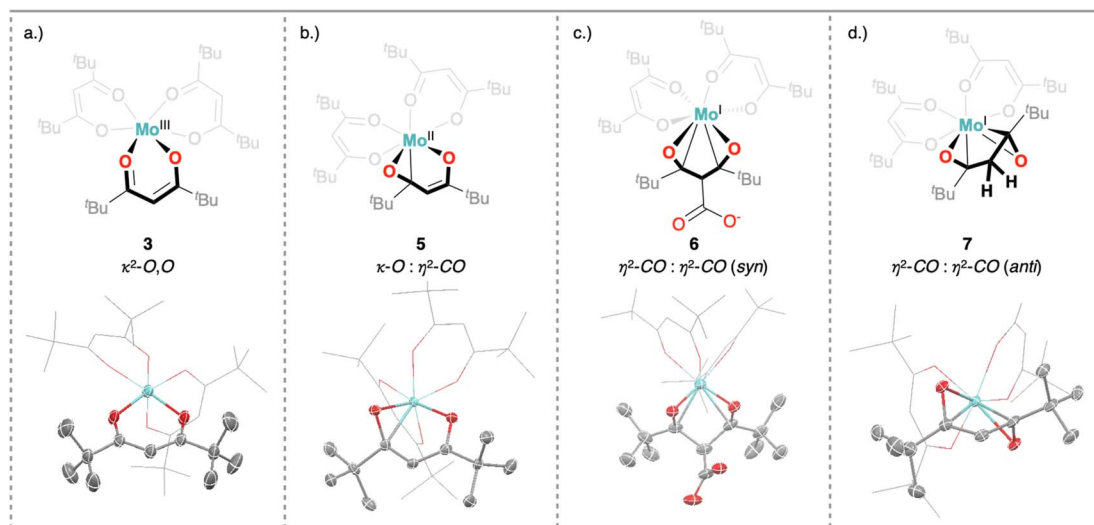 a.)
ᵗBu
ᵗBu
O
O
ᵗBu
O
Moᴵᴵᴵ
O
ᵗBu
O
O
ᵗBu
ᵗBu
3
κ²-O,O
b.)
ᵗBu
ᵗBu
O
ᵗBu
O
O
Moᴵᴵ
O
O
O
ᵗBu
ᵗBu
ᵗBu
5
κ-O : η²-CO
c.)
ᵗBu
ᵗBu
O
ᵗBu
O
O
Moᴵ
O
ᵗBu
O
O
ᵗBu
ᵗBu
O
O⁻
6
η²-CO : η²-CO (syn)
d.)
ᵗBu
O
ᵗBu
ᵗBu
O
O
Moᴵ
ᵗBu
O
ᵗBu
O
O
ᵗBu
H
H
7
η²-CO : η²-CO (anti)